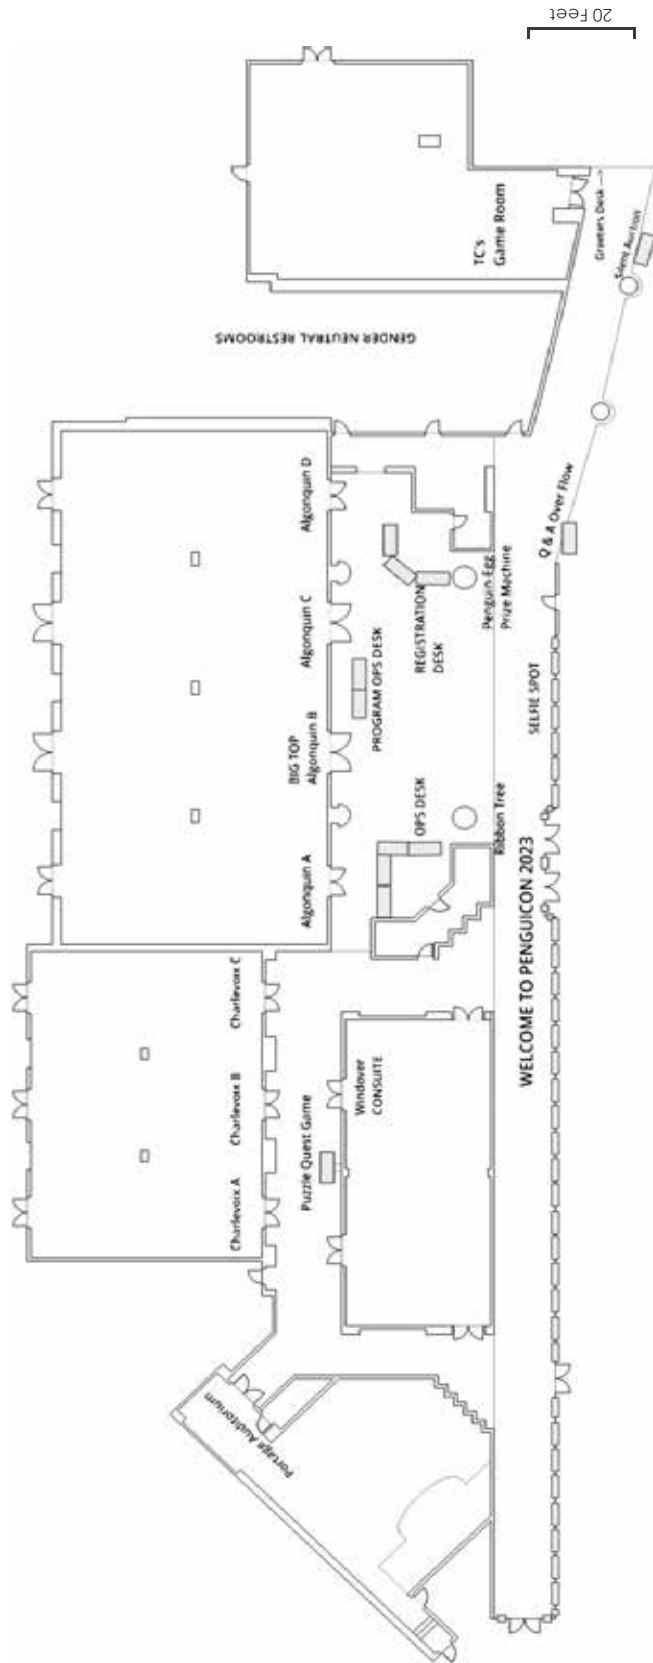 20 Feet
TC's
Game Room
Greeters Desk
Silent Auction
GENDER NEUTRAL RESTROOMS
Algonquin D
Q & A Over Flow
Algonquin C
REGISTRATION
DESK
Penguin Egg
Prize Machine
PROGRAM OPS DESK
SELFIE SPOT
BIG TOP
Algonquin B
OPS DESK
Ribbon Tree
Algonquin A
WELCOME TO PENGUICON 2023
Charlevoix C
Charlevoix B
Windover
CONSUITE
Puzzle Quest Game
Charlevoix A
Portage Auditorium